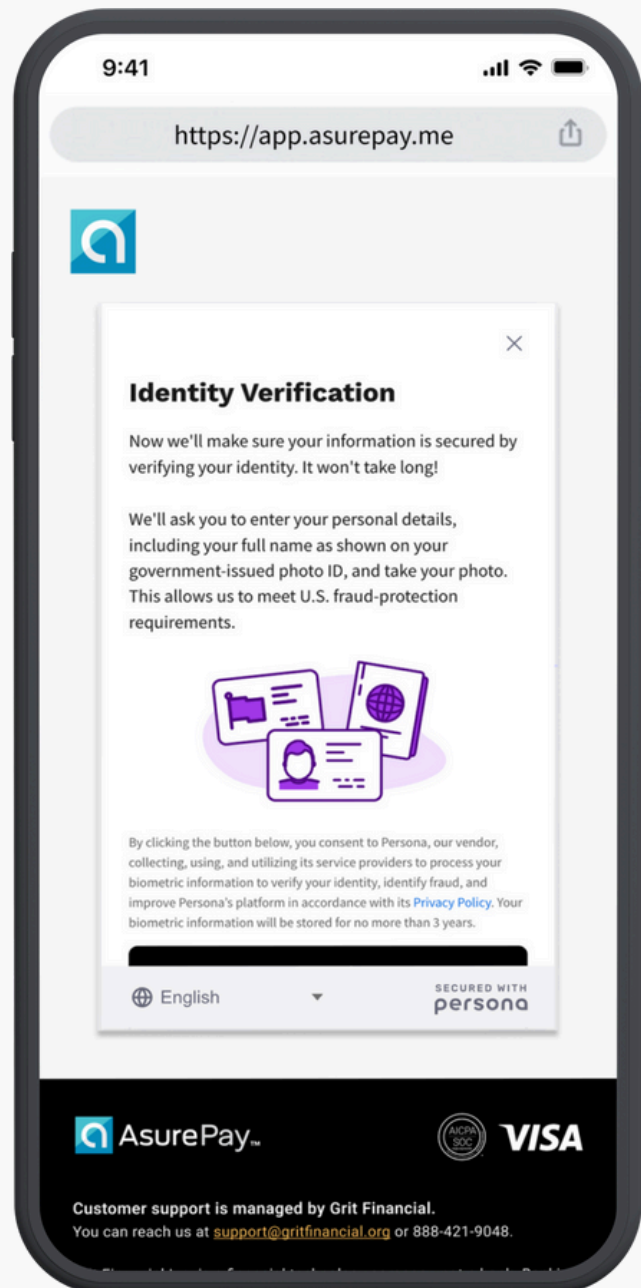 9:41
https://app.asurepay.me
Identity Verification
Now we'll make sure your information is secured by
verifying your identity. It won't take long!
We'll ask you to enter your personal details,
including your full name as shown on your
government-issued photo ID, and take your photo.
This allows us to meet U.S. fraud-protection
requirements.
By clicking the button below, you consent to Persona, our vendor,
collecting, using, and utilizing its service providers to process your
biometric information to verify your identity, identify fraud, and
improve Persona's platform in accordance with its Privacy Policy. Your
biometric information will be stored for no more than 3 years.
English
SECURED WITH
persona
AsurePay™
AICPA
SOC
VISA
Customer support is managed by Grit Financial.
You can reach us at support@gritfinancial.org or 888-421-9048.